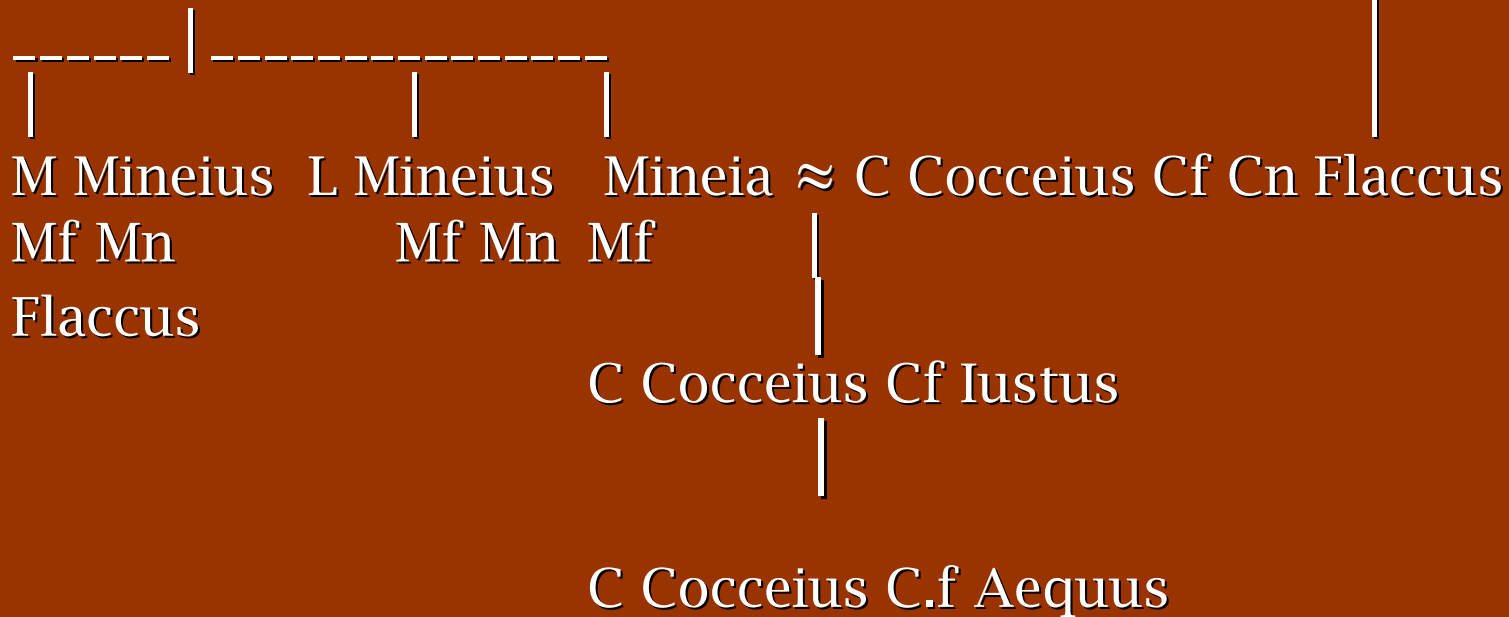 M Mineius L Mineius Mineia ≈ C Cocceius Cf Cn Flaccus
Mf Mn Mf Mn Mf
Flaccus
C Cocceius Cf Iustus
C Cocceius C.f Aequus